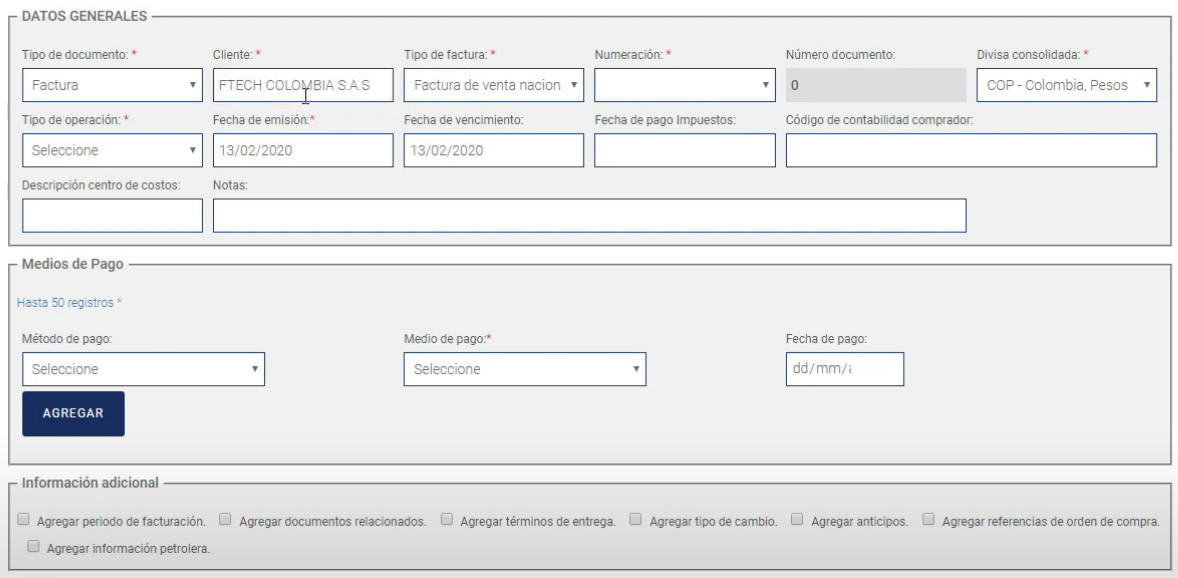 DATOS GENERALES
Tipo de documento: * Cliente: * Tipo de factura: * Numeración: * Número documento: Divisa consolidada: *
Factura FTECH COLOMBIA S.A.S Factura de venta nacion 0 COP - Colombia, Pesos
Tipo de operación: * Fecha de emisión:* Fecha de vencimiento: Fecha de pago Impuestos: Código de contabilidad comprador:
Seleccione 13/02/2020 13/02/2020
Descripción centro de costos: Notas:
Medios de Pago
Hasta 50 registros *
Método de pago: Medio de pago:* Fecha de pago:
Seleccione Seleccione dd/mm/a
AGREGAR
Información adicional
Agregar periodo de facturación. Agregar documentos relacionados. Agregar términos de entrega. Agregar tipo de cambio. Agregar anticipos. Agregar referencias de orden de compra.
Agregar información petrolera.